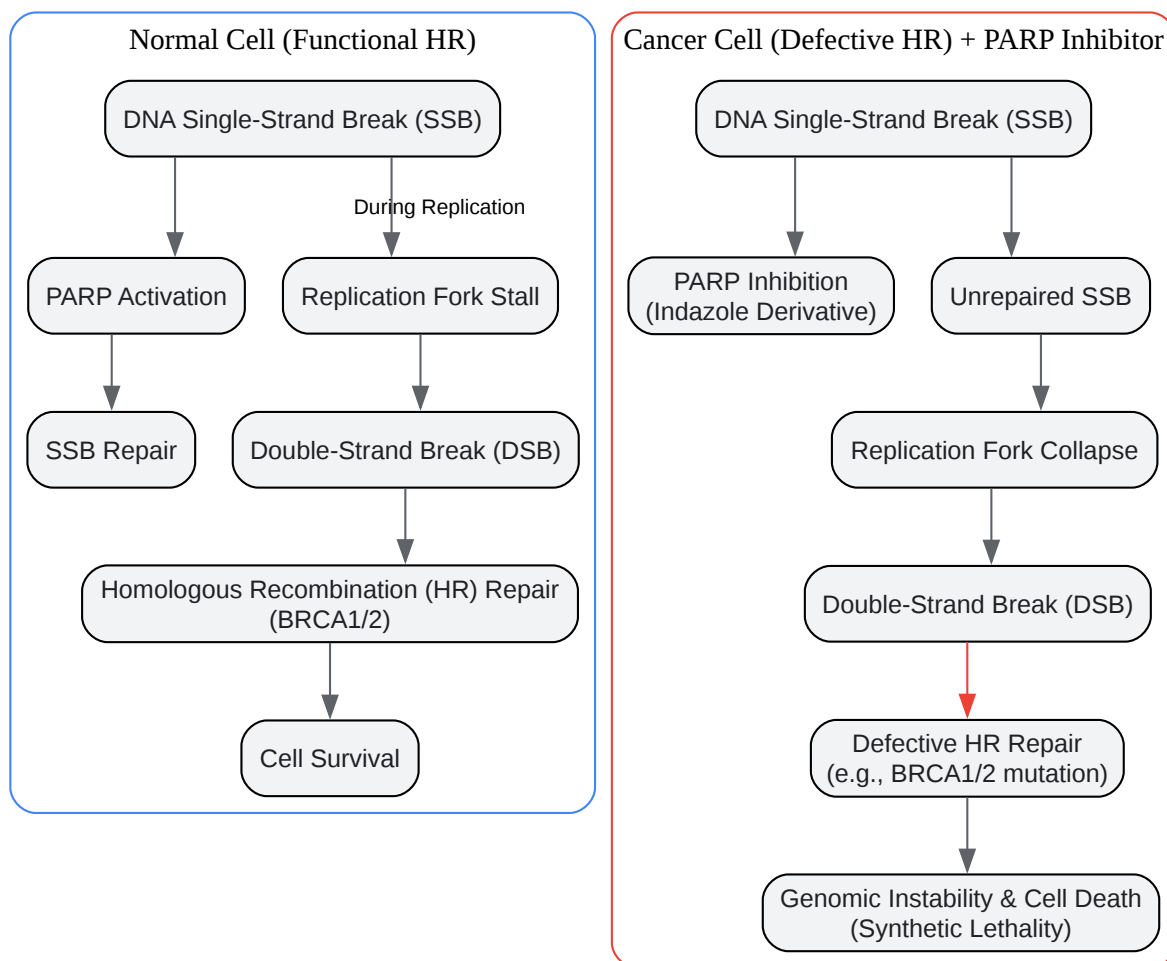 Normal Cell (Functional HR)
DNA Single-Strand Break (SSB)
During Replication
PARP Activation
Replication Fork Stall
SSB Repair
Double-Strand Break (DSB)
Homologous Recombination (HR) Repair
(BRCA1/2)
Cell Survival
Cancer Cell (Defective HR) + PARP Inhibitor
DNA Single-Strand Break (SSB)
PARP Inhibition
(Indazole Derivative)
Unrepaired SSB
Replication Fork Collapse
Double-Strand Break (DSB)
Defective HR Repair
(e.g., BRCA1/2 mutation)
Genomic Instability & Cell Death
(Synthetic Lethality)